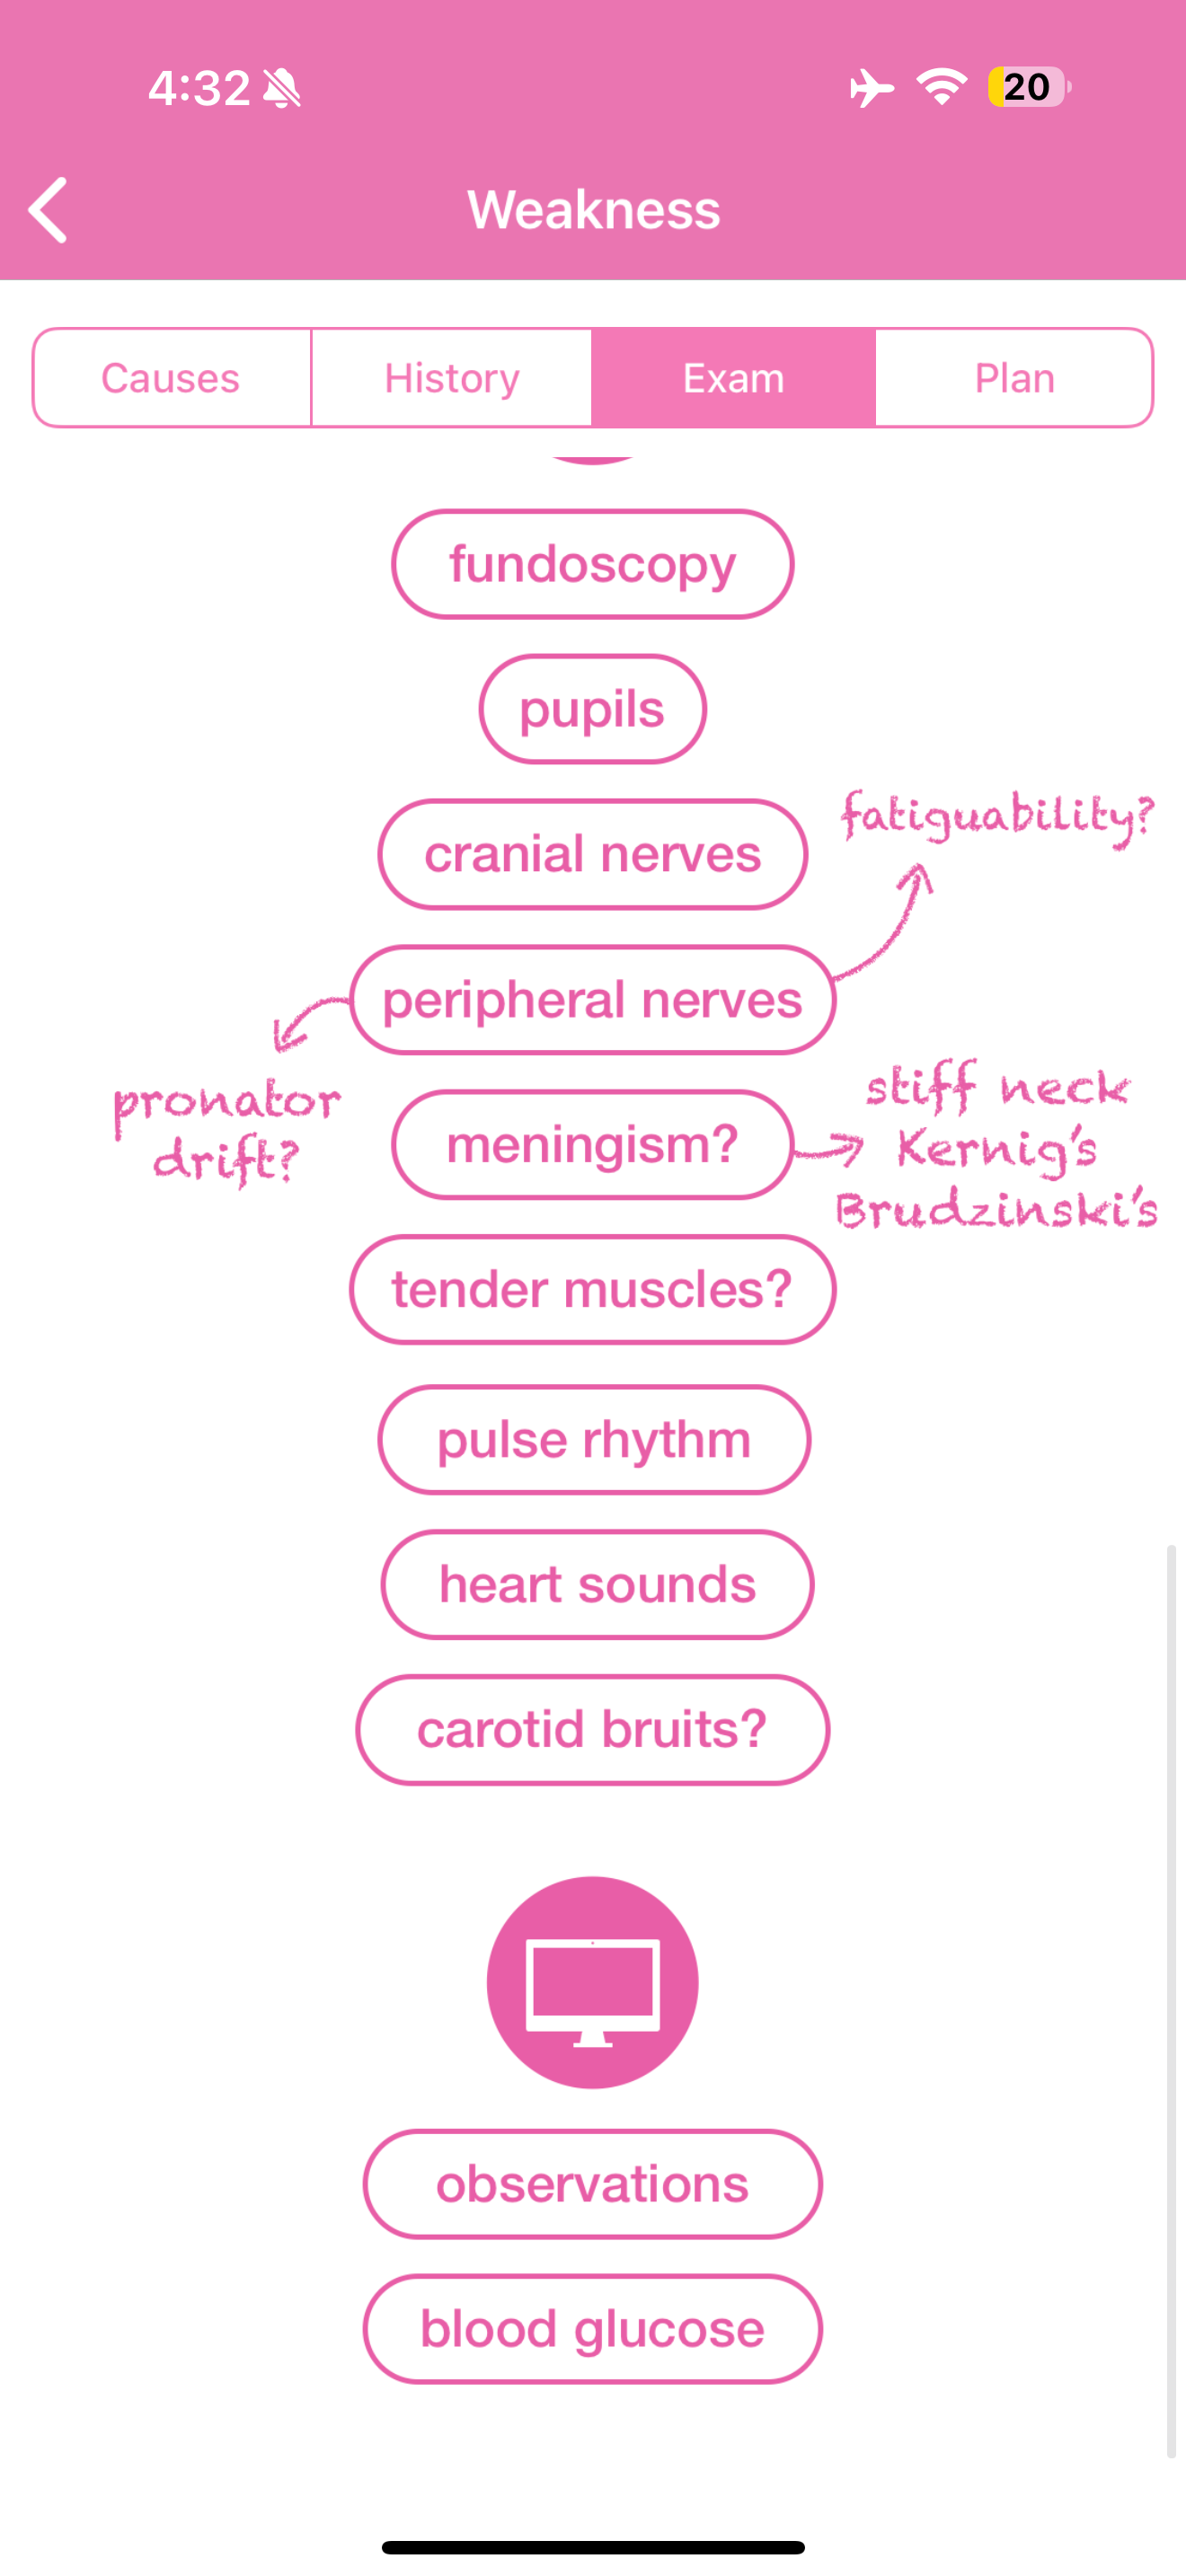 4:32
20
Weakness
Causes History Exam Plan
fundoscopy
pupils
fatiguability?
cranial nerves
peripheral nerves
pronator
drift?
stiff neck
Kernig's
Brudzinski's
meningism?
tender muscles?
pulse rhythm
heart sounds
carotid bruits?
observations
blood glucose